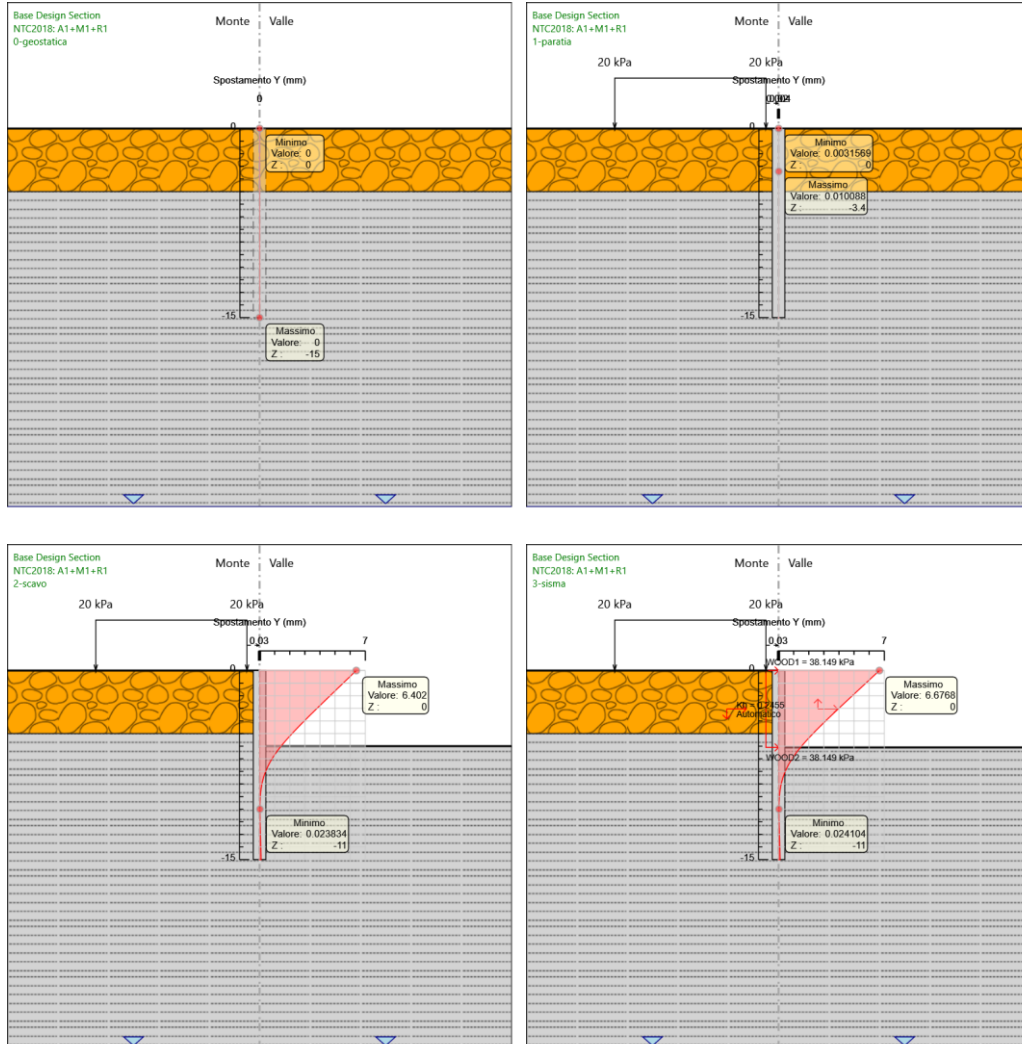 Base Design Section
NTC2018: A1+M1+R1
0-geostatica
Monte Valle
Spostamento Y (mm)
0
0
Minimo
Valore: 0
Z : 0
-15
Massimo
Valore: 0
Z : -15
Base Design Section
NTC2018: A1+M1+R1
1-paratia
Monte Valle
20 kPa 20 kPa
Spostamento Y (mm)
0
Minimo
Valore: 0.0031569
Z : 0
Massimo
Valore: 0.010088
Z : -3.4
-15
Base Design Section
NTC2018: A1+M1+R1
2-scavo
Monte Valle
20 kPa 20 kPa
Spostamento Y (mm)
0.03 7
0
Massimo
Valore: 6.402
Z : 0
Minimo
Valore: 0.023834
Z : -11
-15
Base Design Section
NTC2018: A1+M1+R1
3-sisma
Monte Valle
20 kPa 20 kPa
Spostamento Y (mm)
0.03 7
0
WOOD1 = 38.149 kPa
Massimo
Valore: 6.6768
Z : 0
Automatico
WOOD2 = 38.149 kPa
Minimo
Valore: 0.024104
Z : -11
-15